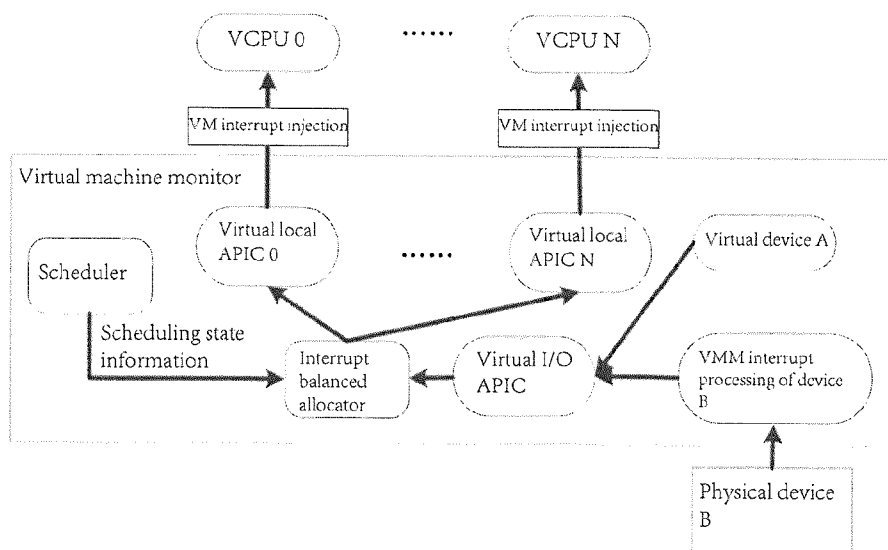 VCPU 0
......
VCPU N
VM interrupt injection
VM interrupt injection
Virtual machine monitor
Virtual local
APIC 0
......
Virtual local
APIC N
Virtual device A
Scheduler
Scheduling state
information
Interrupt
balanced
allocator
Virtual I/O
APIC
VMM interrupt
processing of device
B
Physical device
B